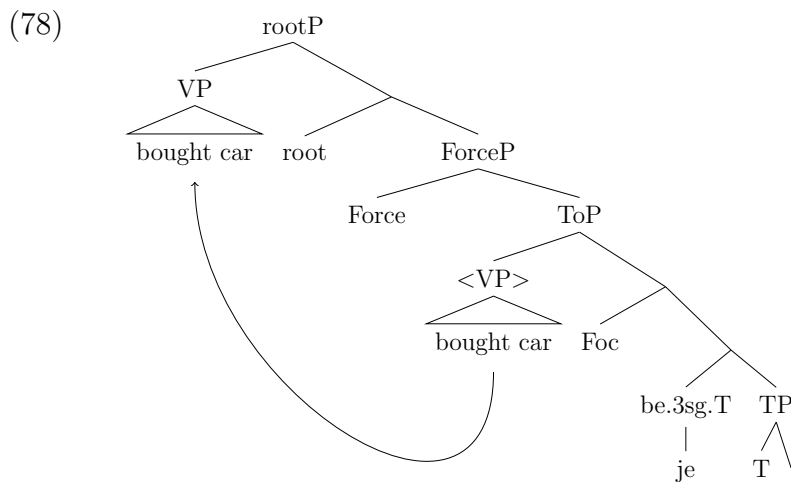 (78)
rootP
VP
bought car root ForceP
Force ToP
<VP>
bought car Foc
be.3sg.T TP
je T